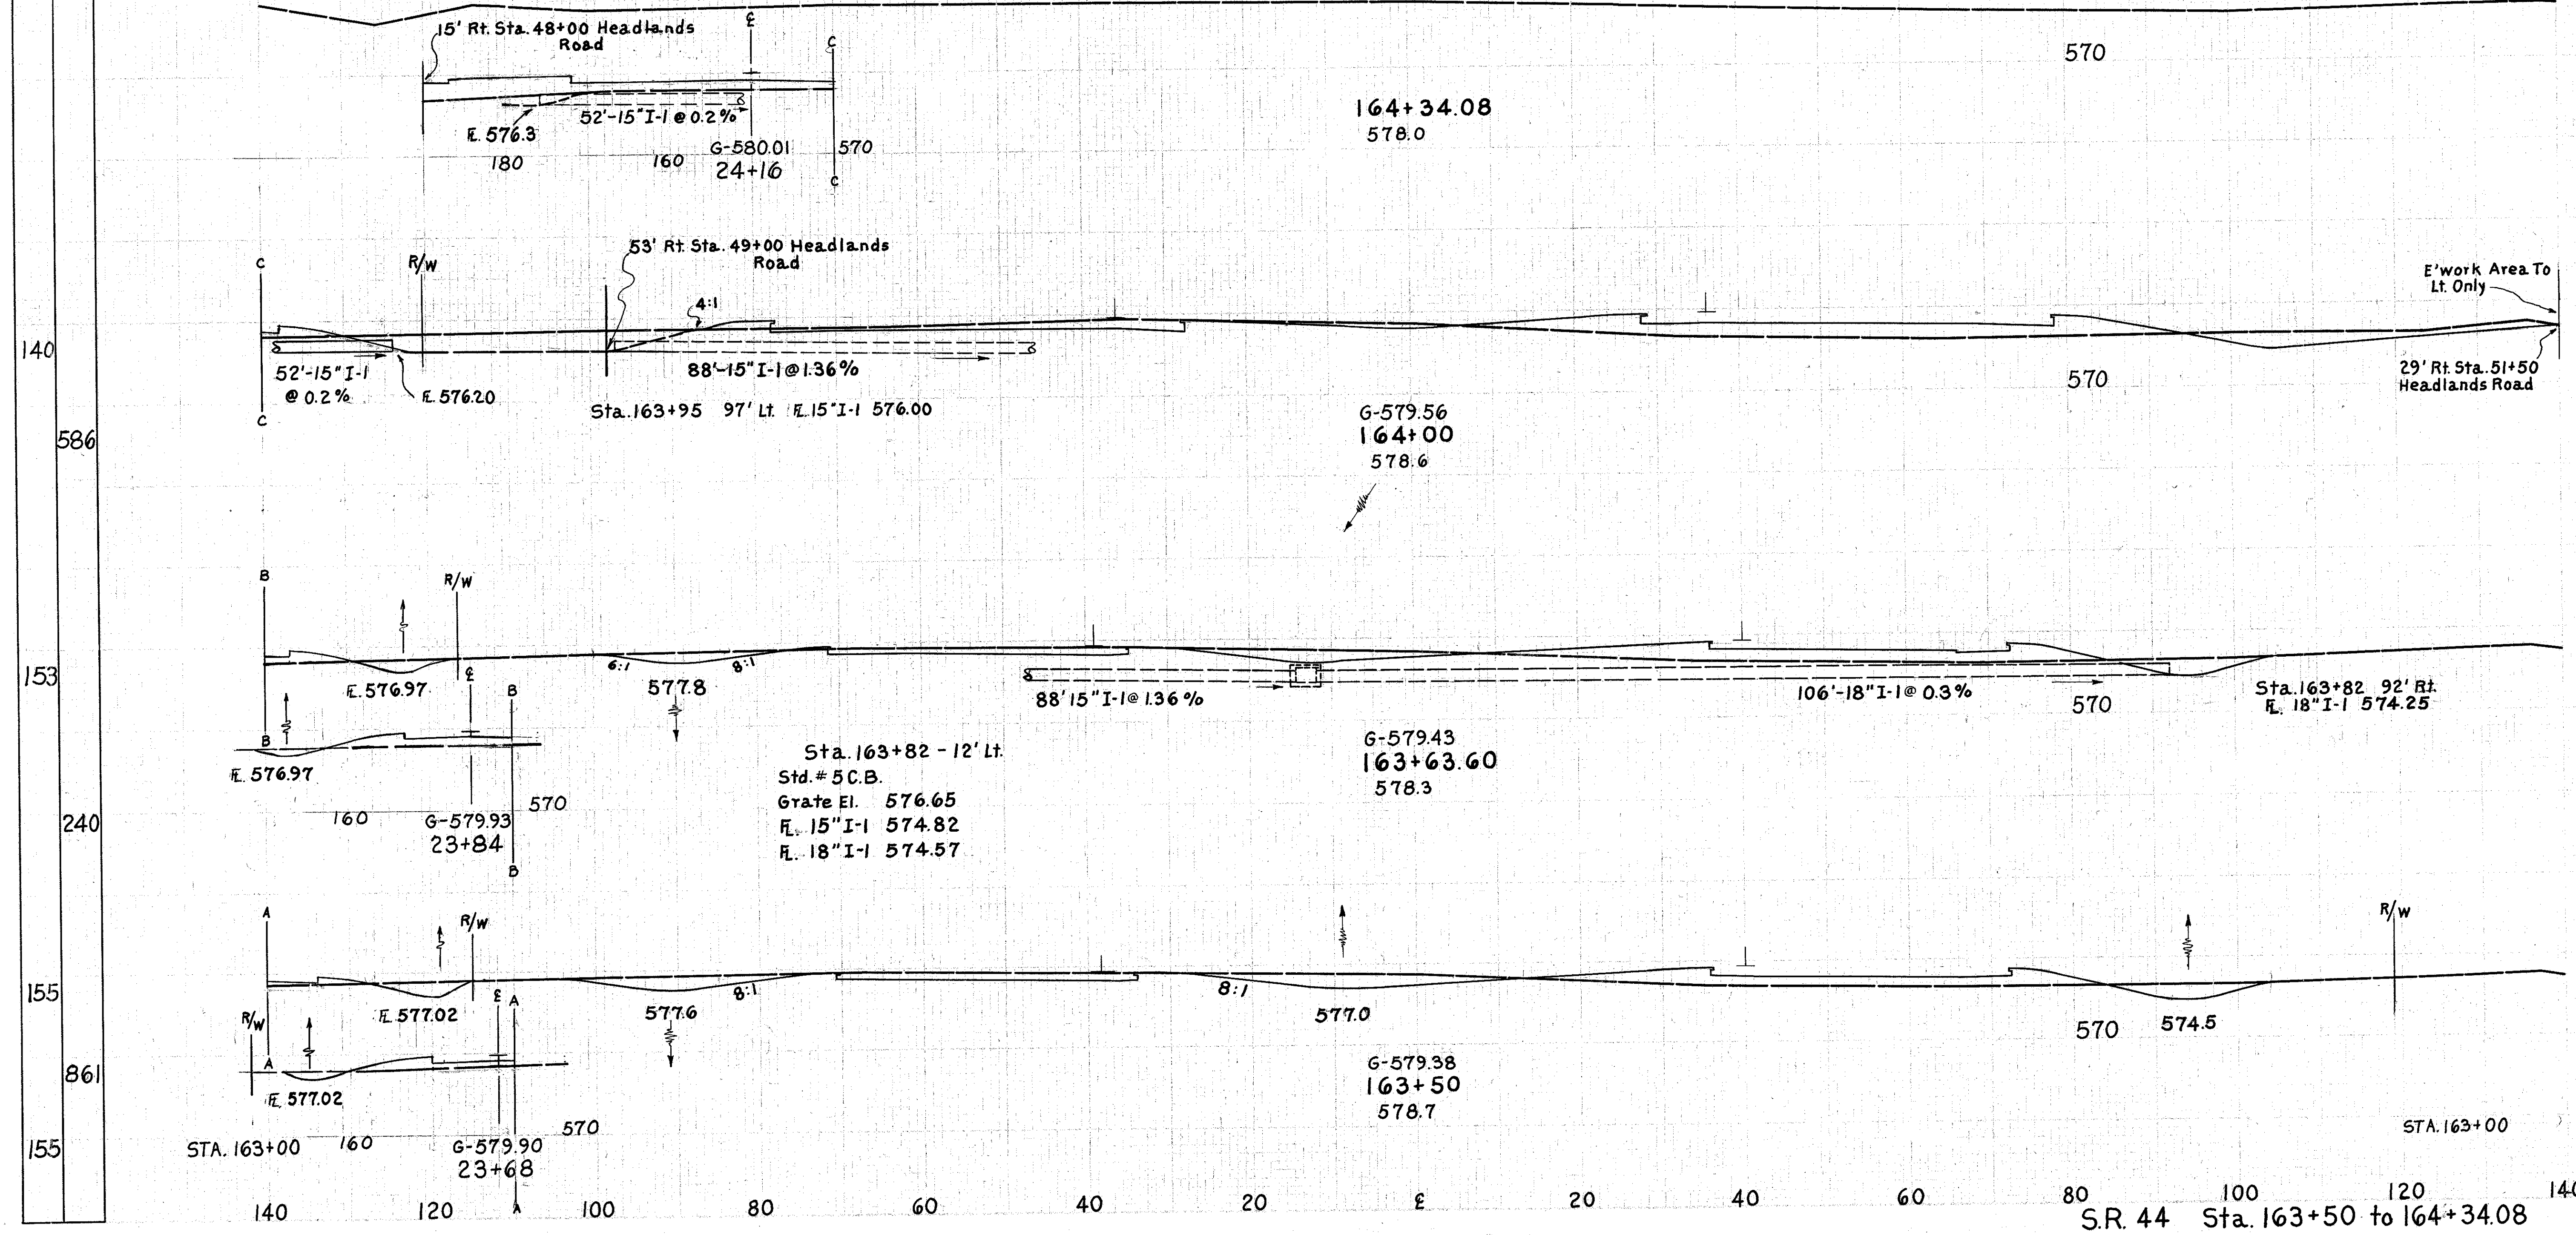 15' Rt. Sta. 48+00 Headlands
Road
℄
C
570
52'-15" I-1 @ 0.2%
FL. 576.3
180
160
G-580.01
24+16
570
C
164+34.08
578.0
53' Rt. Sta. 49+00 Headlands
Road
C
R/W
4:1
E'work Area To
Lt. Only
140
52'-15" I-1
@ 0.2%
FL. 576.20
88'-15" I-1 @ 1.36%
Sta. 163+95 97' Lt. FL. 15" I-1 576.00
C
570
29' Rt. Sta. 51+50
Headlands Road
586
G-579.56
164+00
578.6
B
R/W
153
FL. 576.97
℄
B
6:1
8:1
577.8
88' 15" I-1 @ 1.36%
106'-18" I-1 @ 0.3%
570
Sta. 163+82 92' Rt.
FL. 18" I-1 574.25
B
FL. 576.97
160
G-579.93
23+84
570
B
240
Sta. 163+82 - 12' Lt.
Std. #5 C.B.
Grate El. 576.65
FL. 15" I-1 574.82
FL. 18" I-1 574.57
G-579.43
163+63.60
578.3
A
R/W
R/W
155
FL. 577.02
℄ A
8:1
577.6
8:1
577.0
570
574.5
R/W
A
FL. 577.02
861
G-579.38
163+50
578.7
155
STA. 163+00
160
G-579.90
23+68
570
A
STA. 163+00
140 120 100 80 60 40 20 ℄ 20 40 60 80 100 120 140
S.R. 44 Sta. 163+50 to 164+34.08